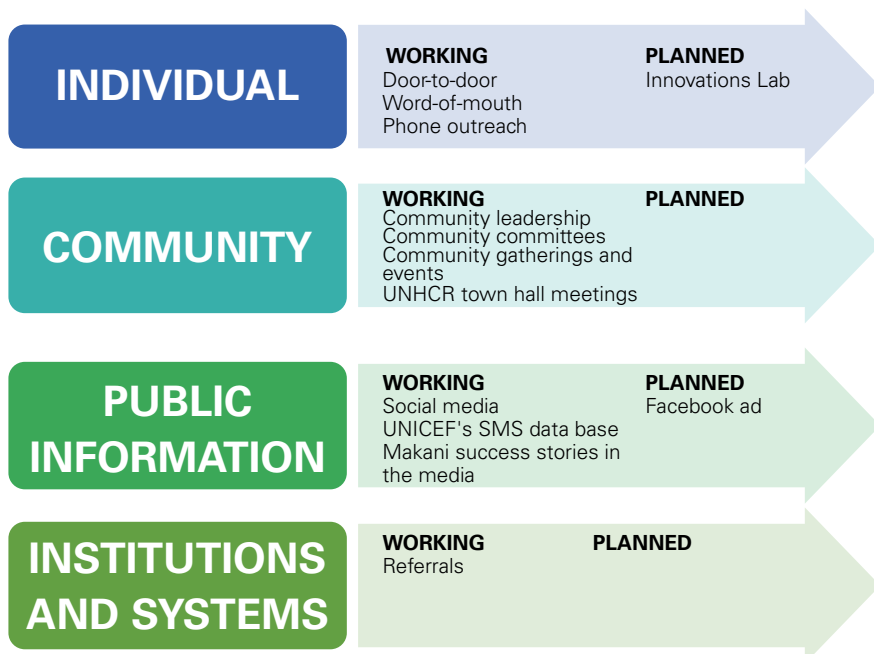 INDIVIDUAL
WORKING
Door-to-door
Word-of-mouth
Phone outreach
PLANNED
Innovations Lab
COMMUNITY
WORKING
Community leadership
Community committees
Community gatherings and
events
UNHCR town hall meetings
PLANNED
PUBLIC
INFORMATION
WORKING
Social media
UNICEF's SMS data base
Makani success stories in
the media
PLANNED
Facebook ad
INSTITUTIONS
AND SYSTEMS
WORKING
Referrals
PLANNED